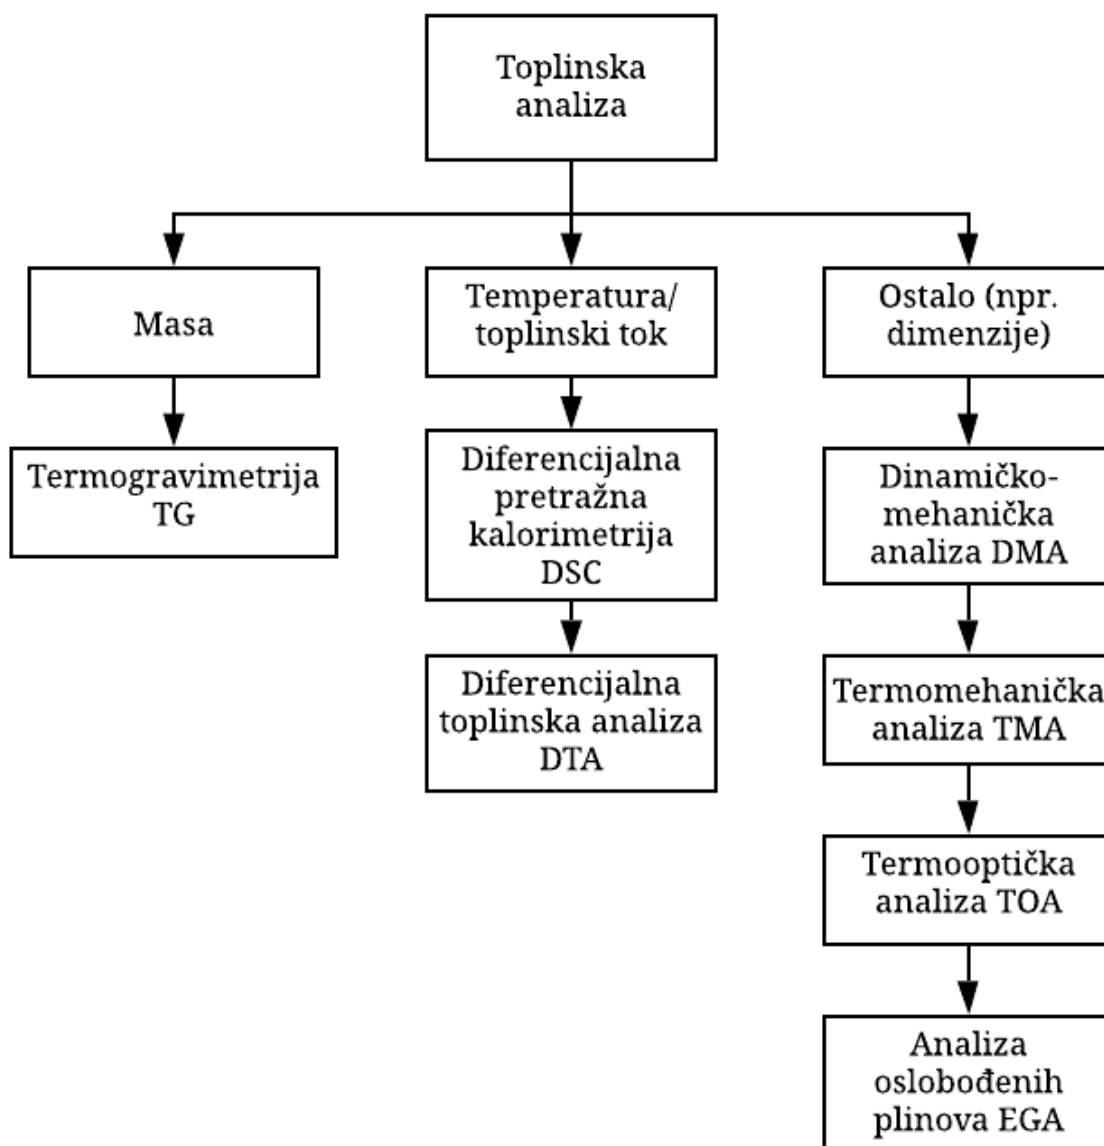 Toplinska
analiza
Masa
Temperatura/
toplinski tok
Ostalo (npr.
dimenzije)
Termogravimetrija
TG
Diferencijalna
pretražna
kalorimetrija
DSC
Dinamičko-
mehanička
analiza DMA
Diferencijalna
toplinska analiza
DTA
Termomehanička
analiza TMA
Termooptička
analiza TOA
Analiza
oslobođenih
plinova EGA